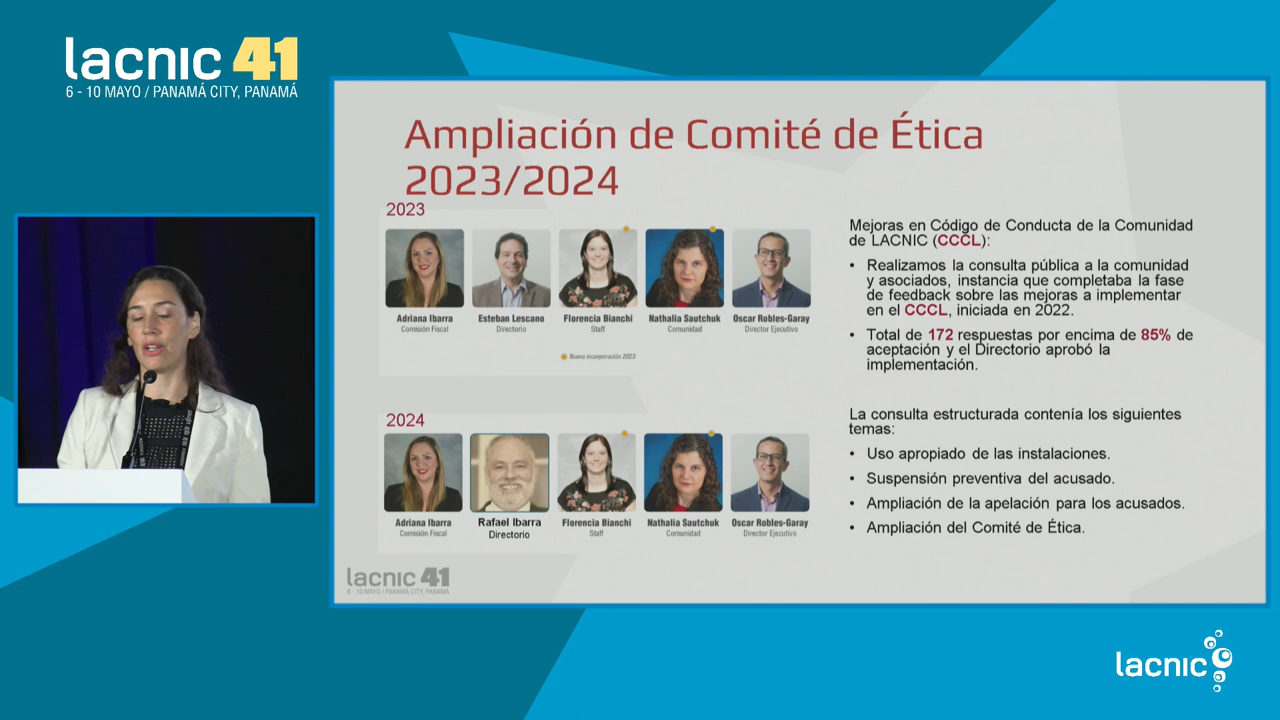 lacnic 41
6 - 10 MAYO / PANAMÁ CITY, PANAMÁ
Ampliación de Comité de Ética
2023/2024
2023
Adriana Ibarra
Comisión Fiscal
Esteban Lescano
Directorio
Florencia Bianchi
Staff
Nathalia Sautchuk
Comunidad
Oscar Robles-Garay
Director Ejecutivo
Nueva incorporación 2023
2024
Adriana Ibarra
Comisión Fiscal
Rafael Ibarra
Directorio
Florencia Bianchi
Staff
Nathalia Sautchuk
Comunidad
Oscar Robles-Garay
Director Ejecutivo
Mejoras en Código de Conducta de la Comunidad
de LACNIC (CCCL):
• Realizamos la consulta pública a la comunidad
y asociados, instancia que completaba la fase
de feedback sobre las mejoras a implementar
en el CCCL, iniciada en 2022.
• Total de 172 respuestas por encima de 85% de
aceptación y el Directorio aprobó la
implementación.
La consulta estructurada contenía los siguientes
temas:
• Uso apropiado de las instalaciones.
• Suspensión preventiva del acusado.
• Ampliación de la apelación para los acusados.
• Ampliación del Comité de Ética.
lacnic 41
6 - 10 MAYO / PANAMÁ CITY, PANAMÁ
lacnic